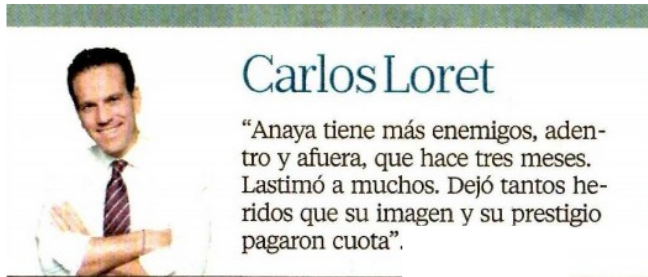 Carlos Loret
“Anaya tiene más enemigos, aden-
tro y afuera, que hace tres meses.
Lastimó a muchos. Dejó tantos he-
ridos que su imagen y su prestigio
pagaron cuota”.